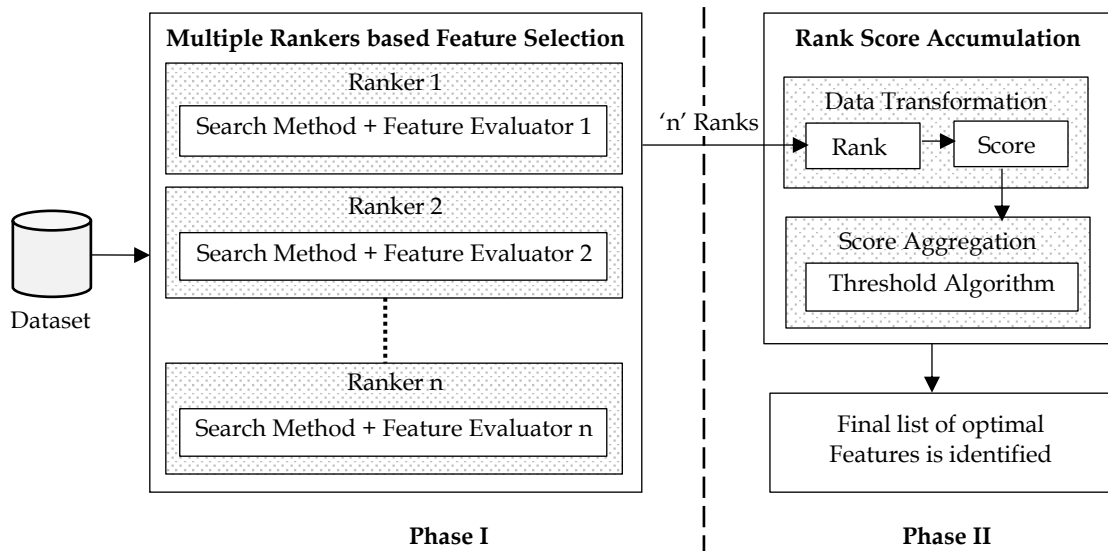 Multiple Rankers based Feature Selection
Ranker 1
Search Method + Feature Evaluator 1
Ranker 2
Search Method + Feature Evaluator 2
Ranker n
Search Method + Feature Evaluator n
Dataset
Phase I
‘n’ Ranks
Rank Score Accumulation
Data Transformation
Rank
Score
Score Aggregation
Threshold Algorithm
Final list of optimal
Features is identified
Phase II